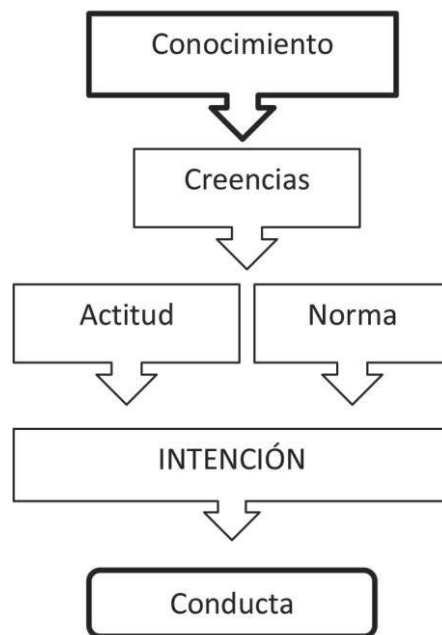 Conocimiento
Creencias
Actitud
Norma
INTENCIÓN
Conducta